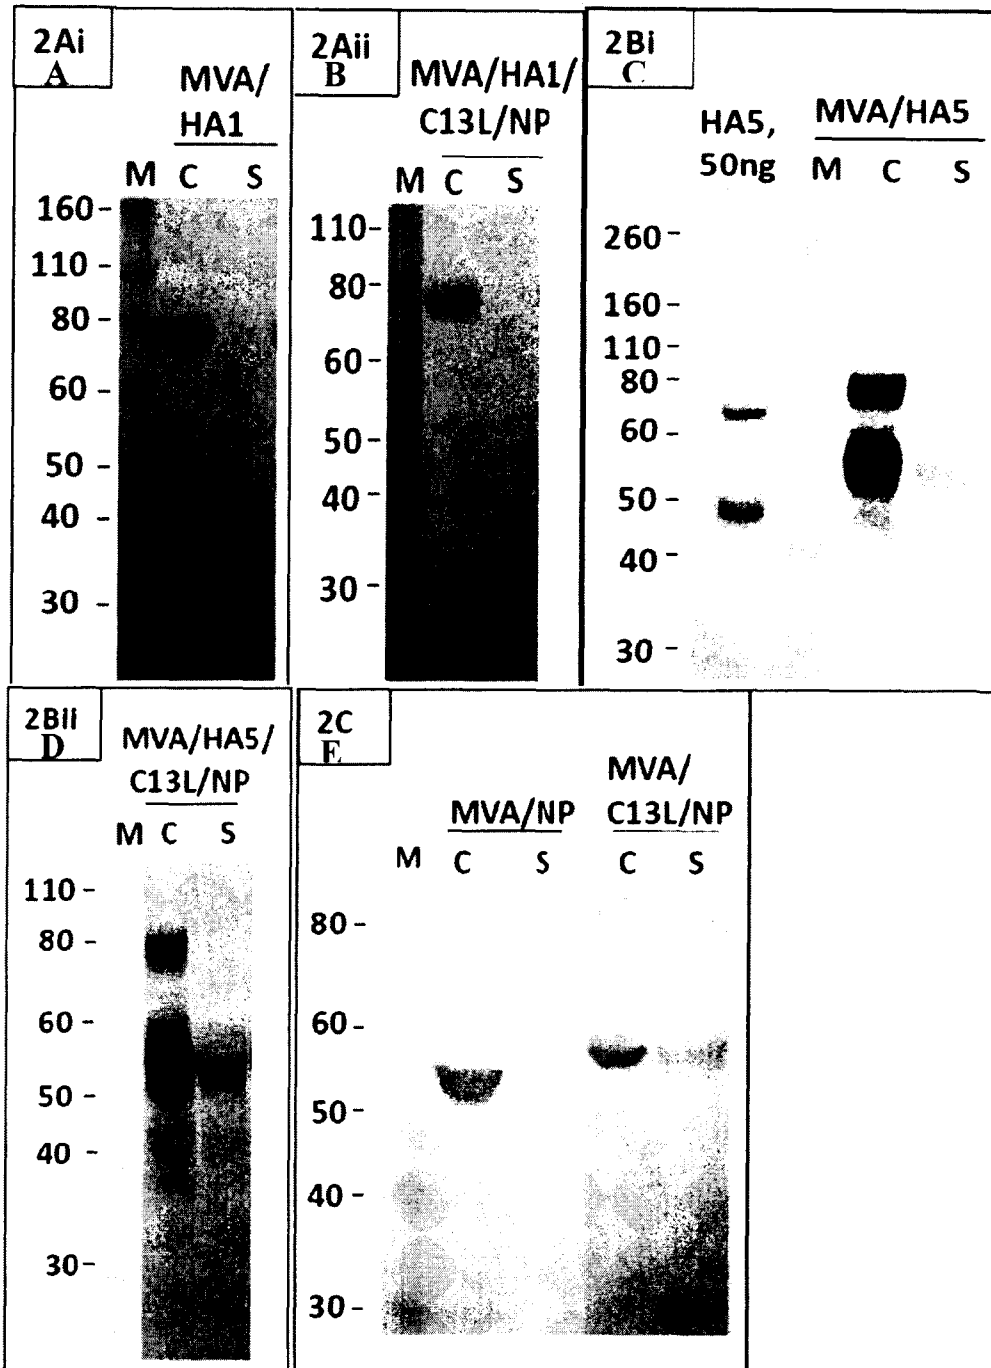 2Ai
A
MVA/
HA1
M C S
160-
110-
80-
60-
50-
40-
30-
2Aii
B
MVA/HA1/
C13L/NP
M C S
110-
80-
60-
50-
40-
30-
2Bi
C
HA5,
50ng
MVA/HA5
M C S
260-
160-
110-
80-
60-
50-
40-
30-
2Bii
D
MVA/HA5/
C13L/NP
M C S
110-
80-
60-
50-
40-
30-
2C
E
MVA/NP
MVA/
C13L/NP
M C S C S
80-
60-
50-
40-
30-